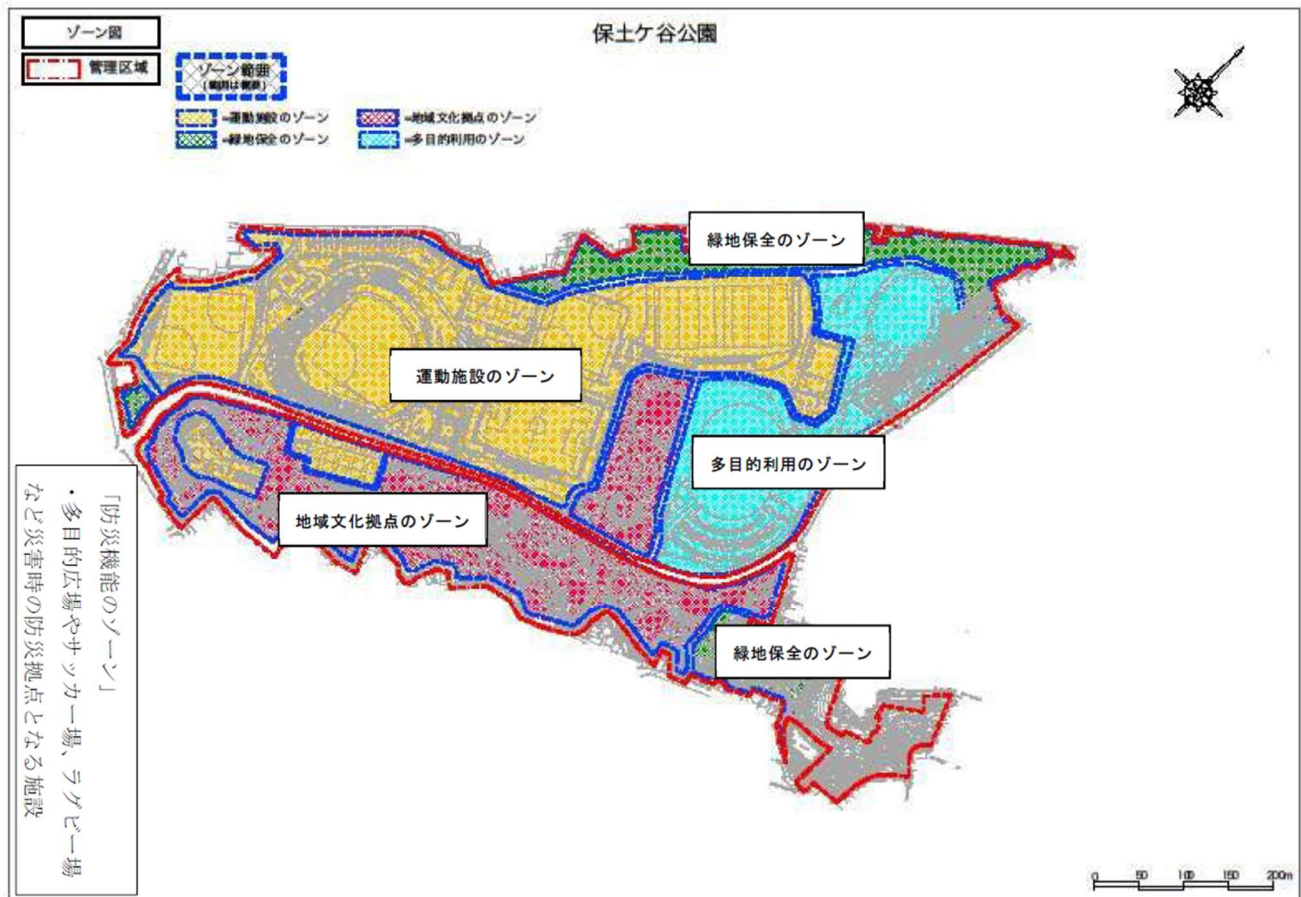 ゾーン図
保土ケ谷公園
管理区域
ゾーン範囲
(範囲は概要)
=運動施設のゾーン
=地域文化拠点のゾーン
=緑地保全のゾーン
=多目的利用のゾーン
緑地保全のゾーン
運動施設のゾーン
多目的利用のゾーン
地域文化拠点のゾーン
緑地保全のゾーン
「防災機能のゾーン」
・多目的広場やサッカー場、ラグビー場
など災害時の防災拠点となる施設
0 50 100 150 200m